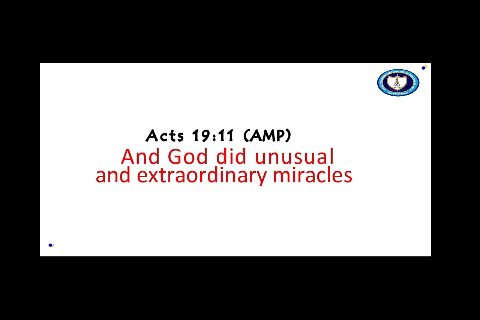 Acts 19:11 (AMP)
And God did unusual
and extraordinary miracles